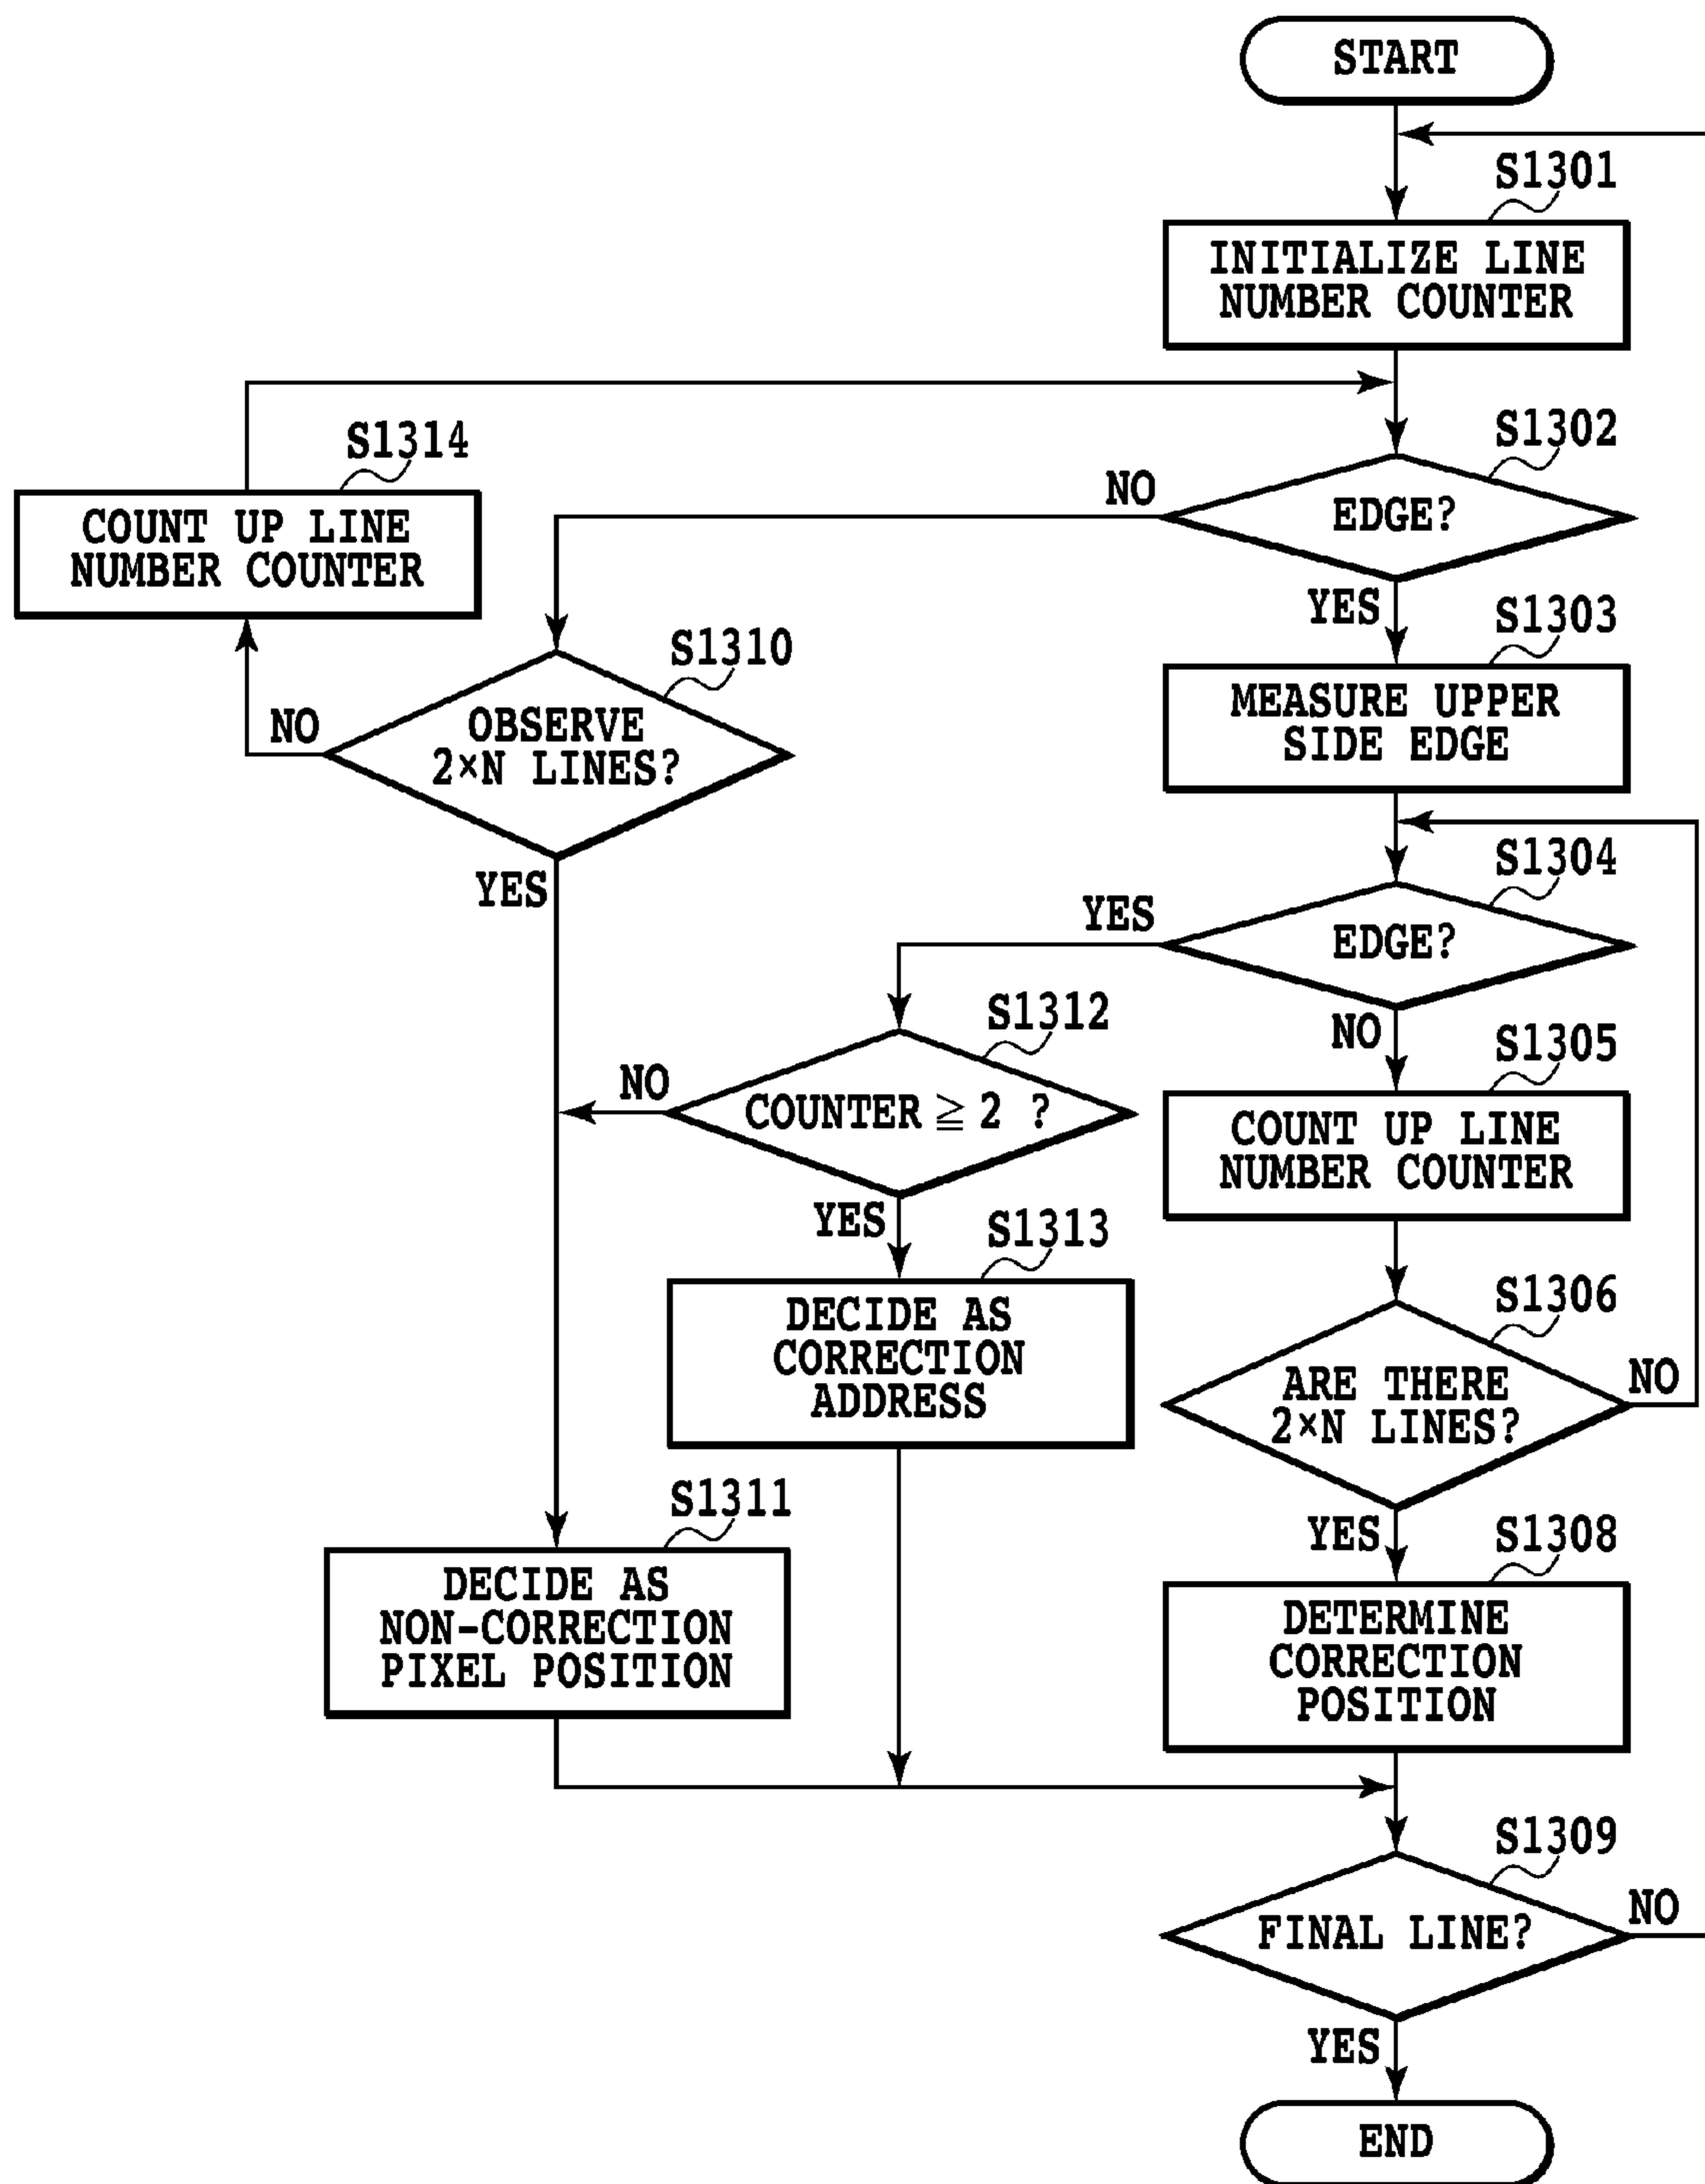 START
S1301
INITIALIZE LINE
NUMBER COUNTER
S1302
EDGE?
NO
YES
S1314
COUNT UP LINE
NUMBER COUNTER
S1303
MEASURE UPPER
SIDE EDGE
S1310
OBSERVE
2×N LINES?
NO
YES
S1304
EDGE?
YES
NO
S1312
COUNTER ≧ 2 ?
NO
YES
S1305
COUNT UP LINE
NUMBER COUNTER
S1313
DECIDE AS
CORRECTION
ADDRESS
S1306
ARE THERE
2×N LINES?
NO
YES
S1311
DECIDE AS
NON-CORRECTION
PIXEL POSITION
S1308
DETERMINE
CORRECTION
POSITION
S1309
FINAL LINE?
NO
YES
END